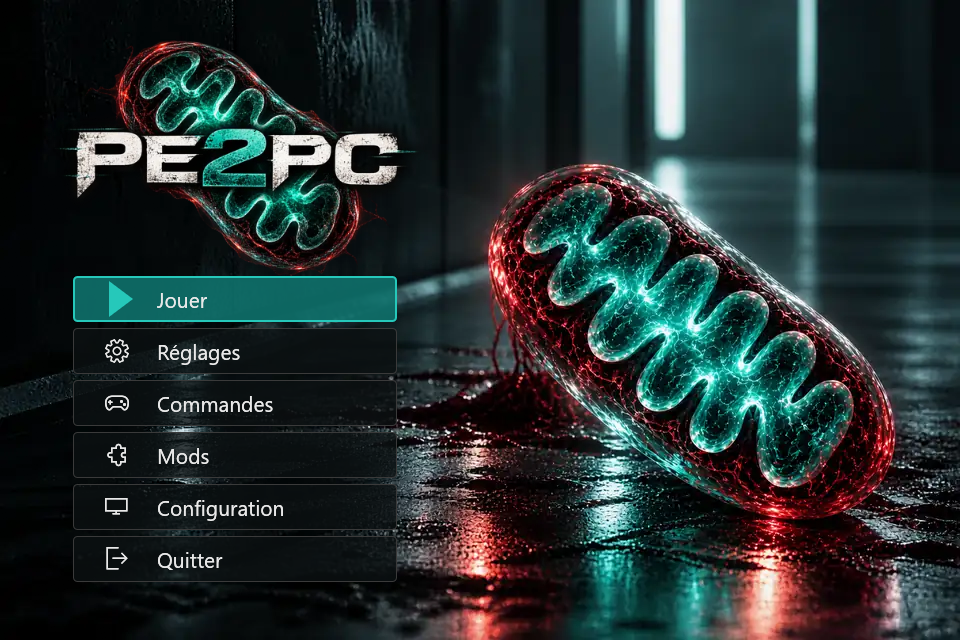 PE2PC
Jouer
Réglages
Commandes
Mods
Configuration
Quitter